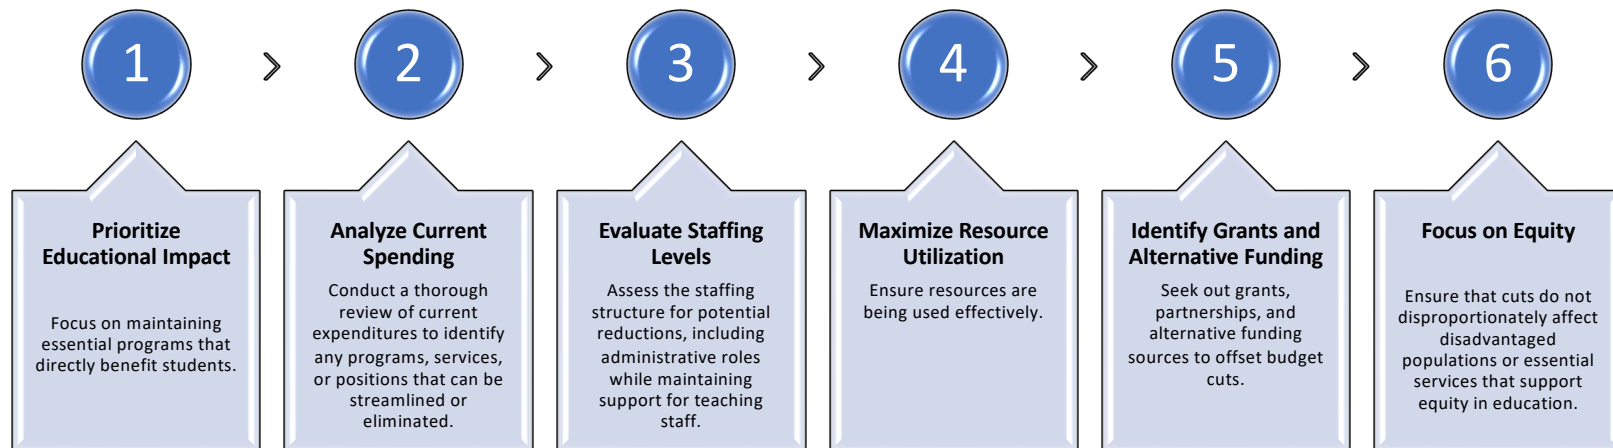 1
2
3
4
5
6
Prioritize
Educational Impact
Focus on maintaining
essential programs that
directly benefit students.
Analyze Current
Spending
Conduct a thorough
review of current
expenditures to identify
any programs, services,
or positions that can be
streamlined or
eliminated.
Evaluate Staffing
Levels
Assess the staffing
structure for potential
reductions, including
administrative roles
while maintaining
support for teaching
staff.
Maximize Resource
Utilization
Ensure resources are
being used effectively.
Identify Grants and
Alternative Funding
Seek out grants,
partnerships, and
alternative funding
sources to offset budget
cuts.
Focus on Equity
Ensure that cuts do not
disproportionately affect
disadvantaged
populations or essential
services that support
equity in education.